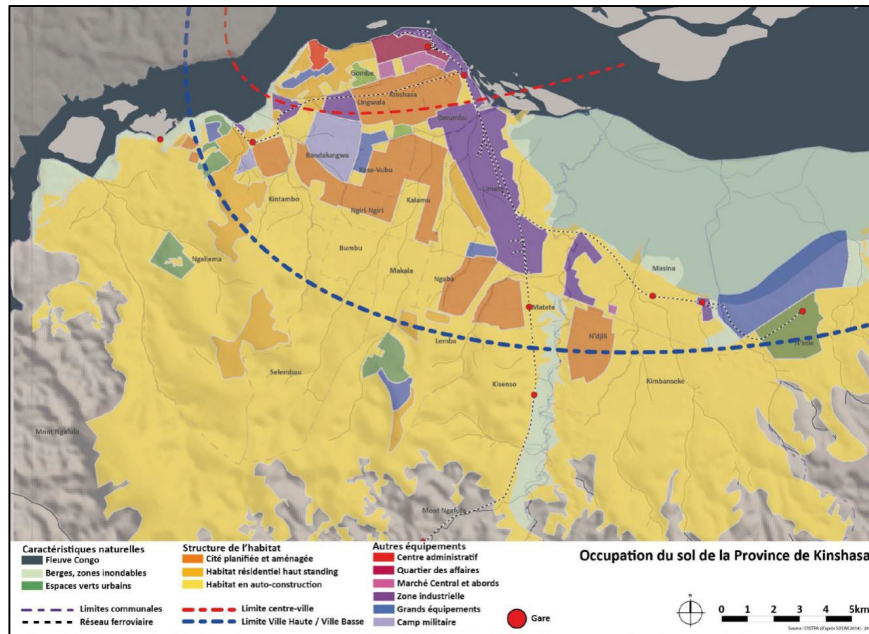 Gombe
Kinshasa
Lingwala
Barumbu
Bandalungwa
Kasa-Vubu
Limete
Kintambo
Ngiri-Ngiri
Kalamu
Ngaliema
Bumbu
Makala
Masina
Ngaba
Matete
N'djili
N'sele
Lemba
Selembao
Kisenso
Kimbanseke
Mont Ngafula
Mont Ngafula
Caractéristiques naturelles
Fleuve Congo
Berges, zones inondables
Espaces verts urbains
Limites communales
Réseau ferroviaire
Structure de l'habitat
Cité planifiée et aménagée
Habitat résidentiel haut standing
Habitat en auto-construction
Limite centre-ville
Limite Ville Haute / Ville Basse
Autres équipements
Centre administratif
Quartier des affaires
Marché Central et abords
Zone industrielle
Grands équipements
Camp militaire
Gare
Occupation du sol de la Province de Kinshasa
N
0 1 2 3 4 5km